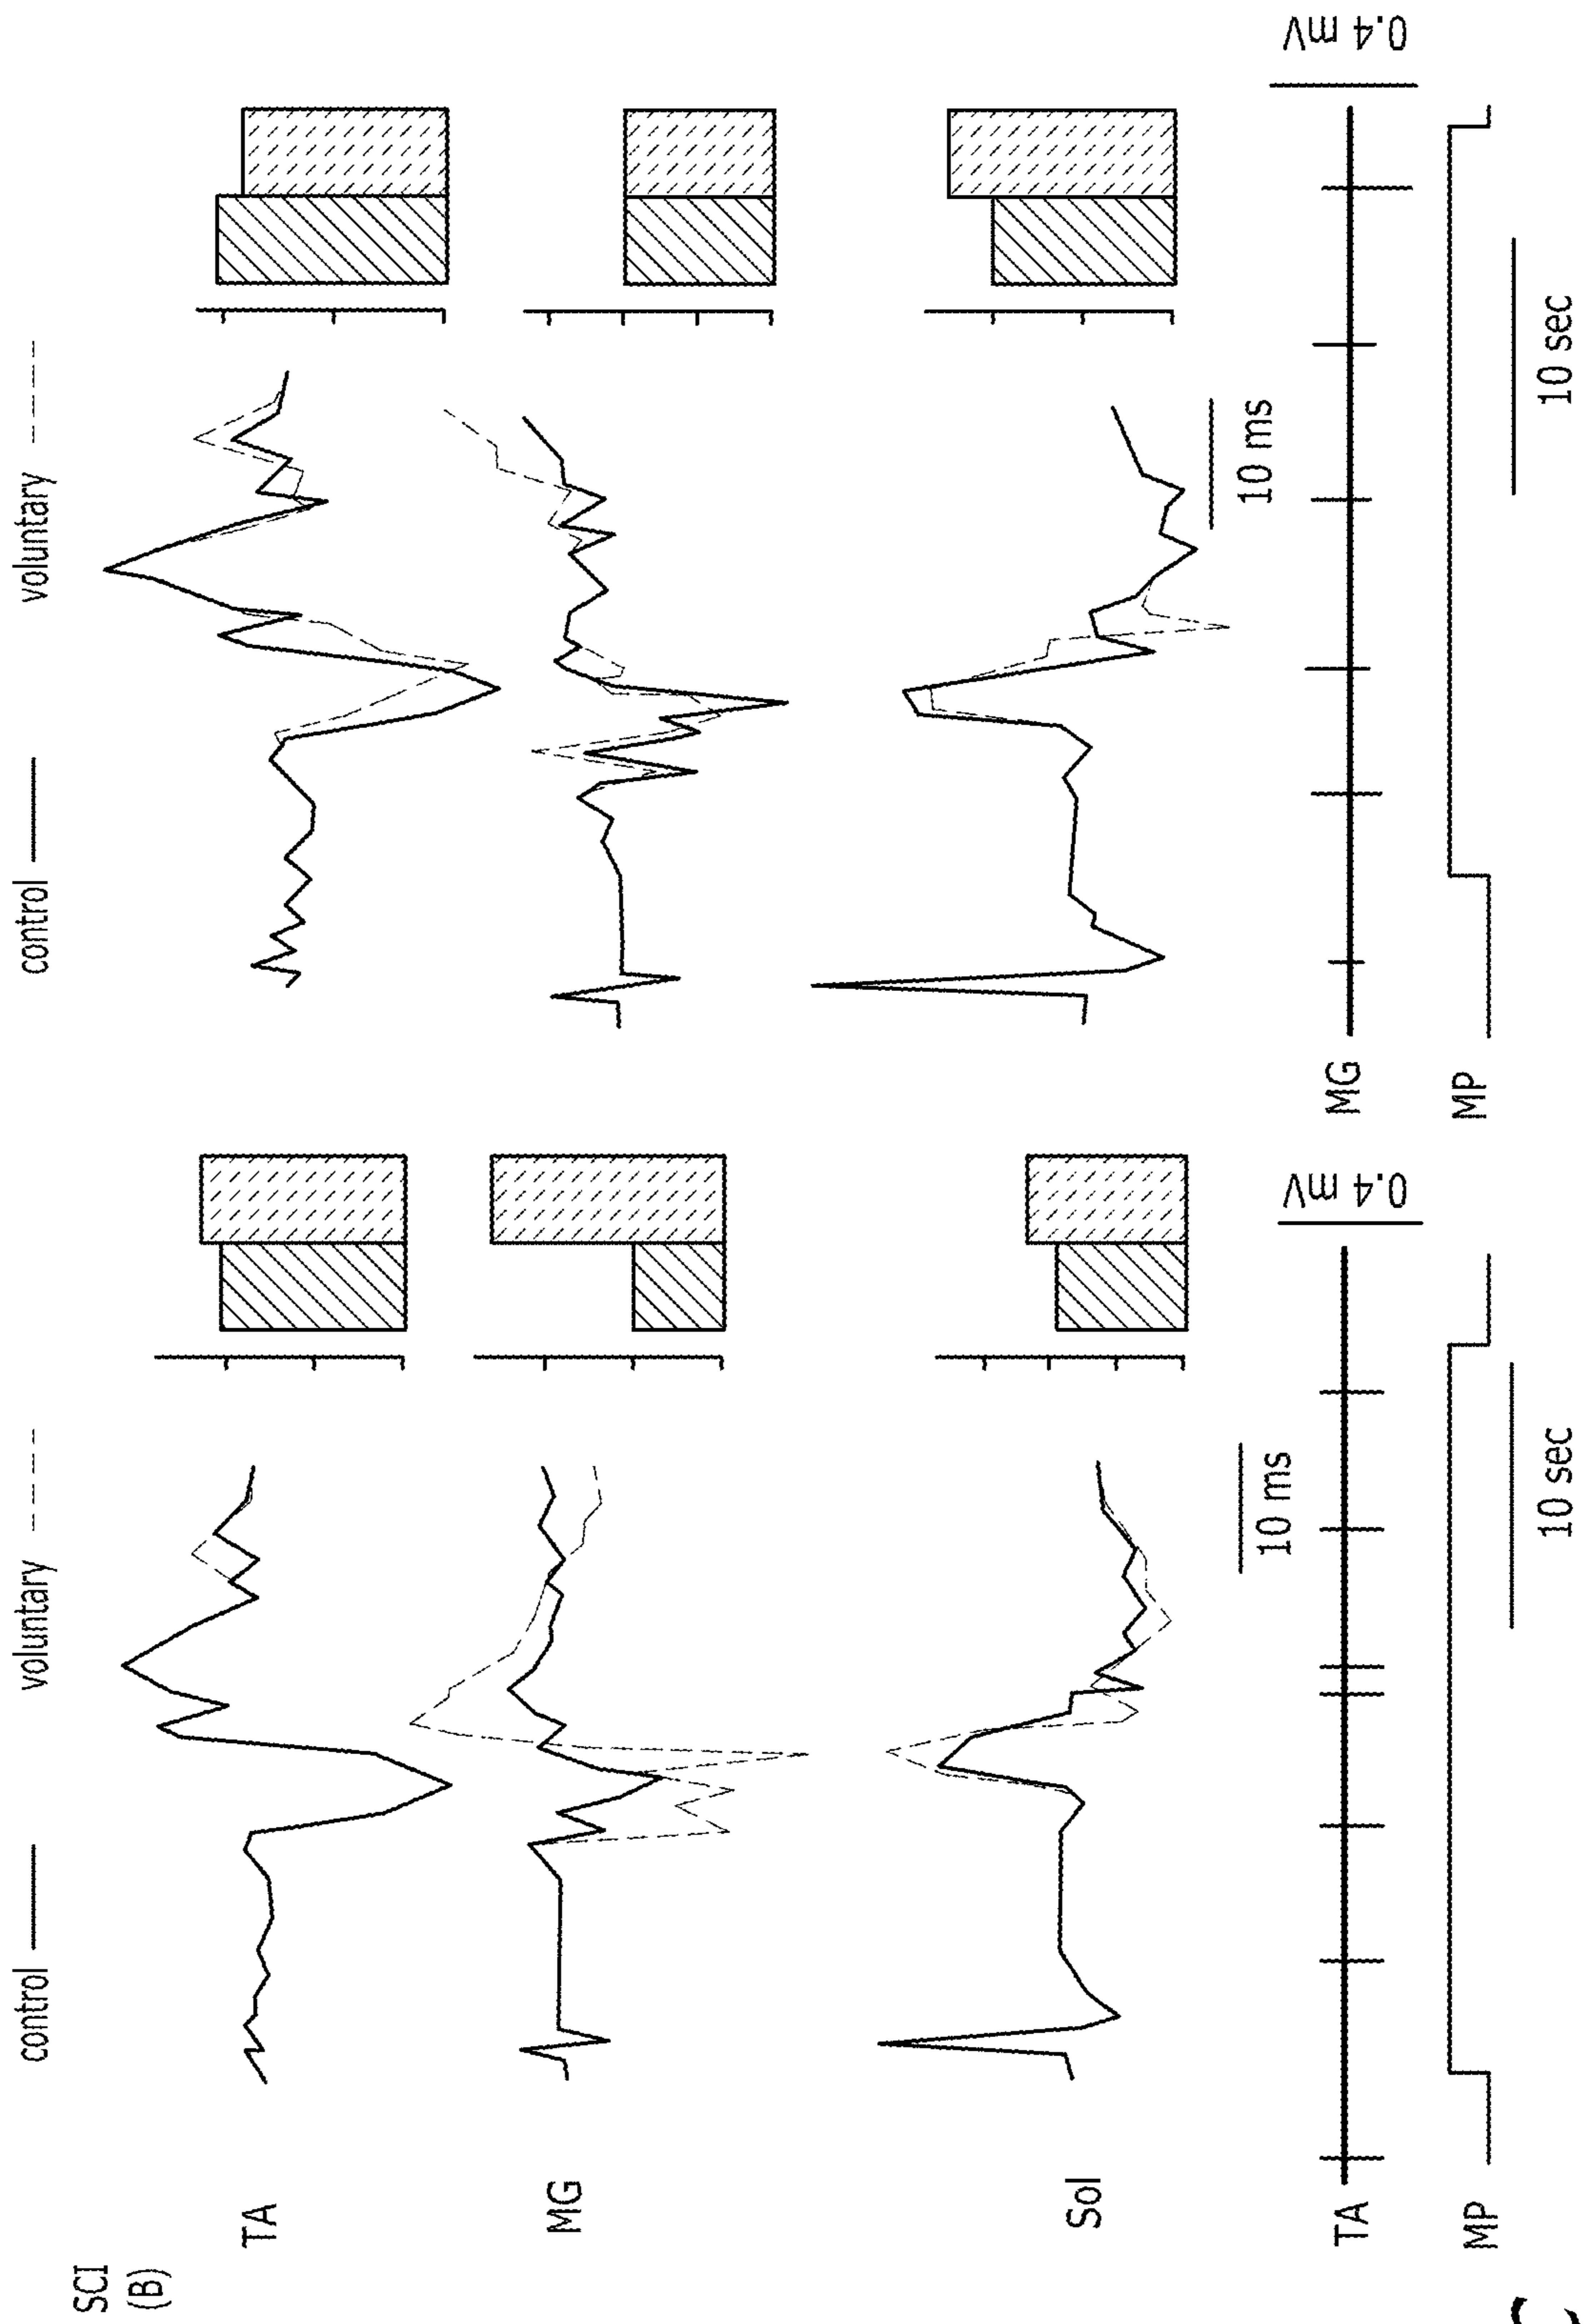 SCI
(B)
control
voluntary
control
voluntary
TA
MG
Sol
10 ms
10 ms
TA
0.4 mV
MG
0.4 mV
MP
MP
10 sec
10 sec